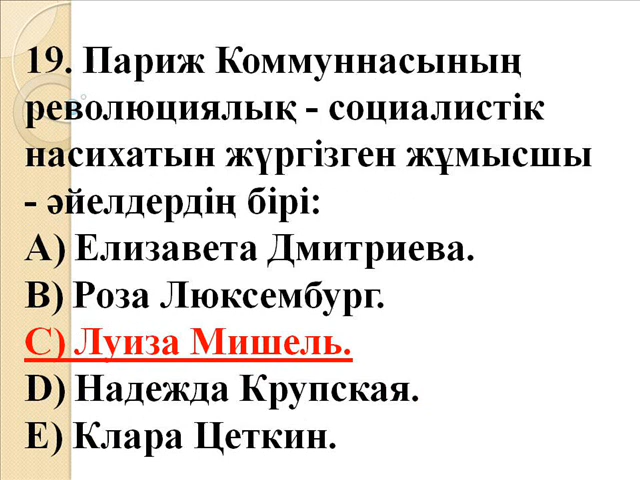 19. Париж Коммуннасының
революциялық - социалистік
насихатын жүргізген жұмысшы
- әйелдердің бірі:
A) Елизавета Дмитриева.
B) Роза Люксембург.
C) Луиза Мишель.
D) Надежда Крупская.
E) Клара Цеткин.